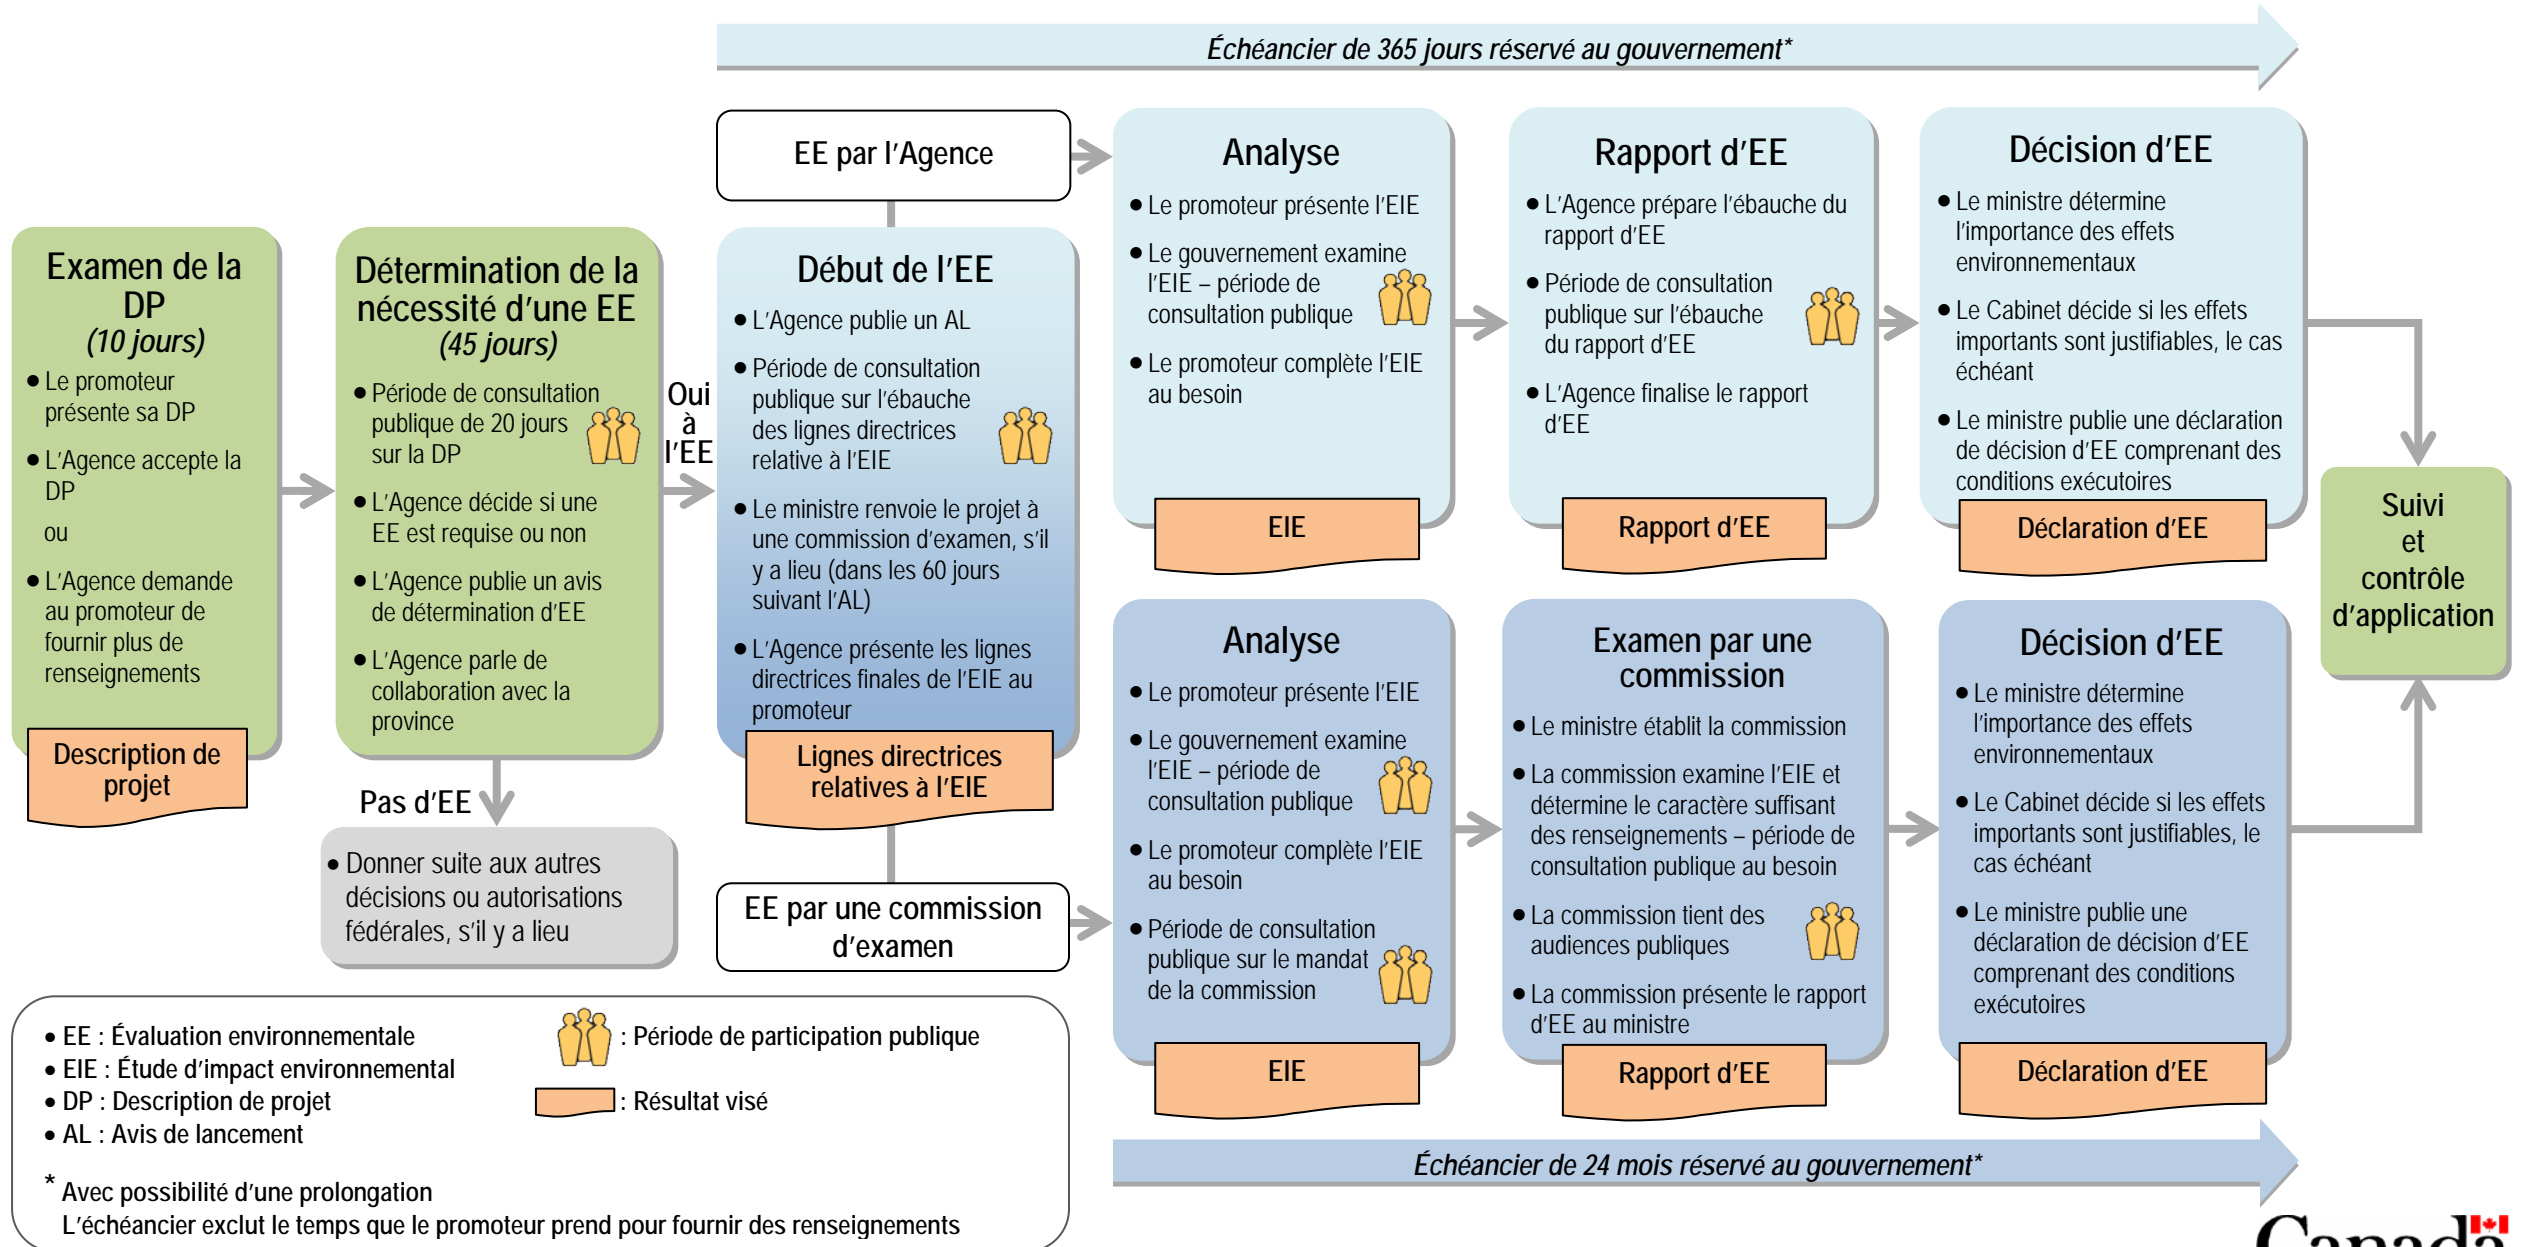 Échéancier de 365 jours réservé au gouvernement*
Examen de la
DP
(10 jours)
• Le promoteur
présente sa DP
• L'Agence accepte la
DP
ou
• L'Agence demande
au promoteur de
fournir plus de
renseignements
Description de
projet
Détermination de la
nécessité d'une EE
(45 jours)
• Période de consultation
publique de 20 jours
sur la DP
• L'Agence décide si une
EE est requise ou non
• L'Agence publie un avis
de détermination d'EE
• L'Agence parle de
collaboration avec la
province
Pas d'EE
• Donner suite aux autres
décisions ou autorisations
fédérales, s'il y a lieu
Oui
à
l'EE
EE par l'Agence
Début de l'EE
• L'Agence publie un AL
• Période de consultation
publique sur l'ébauche
des lignes directrices
relative à l'EIE
• Le ministre renvoie le projet à
une commission d'examen, s'il
y a lieu (dans les 60 jours
suivant l'AL)
• L'Agence présente les lignes
directrices finales de l'EIE au
promoteur
Lignes directrices
relatives à l'EIE
EE par une commission
d'examen
Analyse
• Le promoteur présente l'EIE
• Le gouvernement examine
l'EIE – période de
consultation publique
• Le promoteur complète l'EIE
au besoin
EIE
Rapport d'EE
• L'Agence prépare l'ébauche du
rapport d'EE
• Période de consultation
publique sur l'ébauche
du rapport d'EE
• L'Agence finalise le rapport
d'EE
Rapport d'EE
Décision d'EE
• Le ministre détermine
l'importance des effets
environnementaux
• Le Cabinet décide si les effets
importants sont justifiables, le cas
échéant
• Le ministre publie une déclaration
de décision d'EE comprenant des
conditions exécutoires
Déclaration d'EE
Analyse
• Le promoteur présente l'EIE
• Le gouvernement examine
l'EIE – période de
consultation publique
• Le promoteur complète l'EIE
au besoin
• Période de consultation
publique sur le mandat
de la commission
EIE
Examen par une
commission
• Le ministre établit la commission
• La commission examine l'EIE et
détermine le caractère suffisant
des renseignements – période de
consultation publique au besoin
• La commission tient des
audiences publiques
• La commission présente le rapport
d'EE au ministre
Rapport d'EE
Décision d'EE
• Le ministre détermine
l'importance des effets
environnementaux
• Le Cabinet décide si les effets
importants sont justifiables, le
cas échéant
• Le ministre publie une
déclaration de décision d'EE
comprenant des conditions
exécutoires
Déclaration d'EE
Suivi
et
contrôle
d'application
Échéancier de 24 mois réservé au gouvernement*
• EE : Évaluation environnementale
• EIE : Étude d'impact environnemental
• DP : Description de projet
• AL : Avis de lancement
: Période de participation publique
: Résultat visé
* Avec possibilité d'une prolongation
L'échéancier exclut le temps que le promoteur prend pour fournir des renseignements
Canada